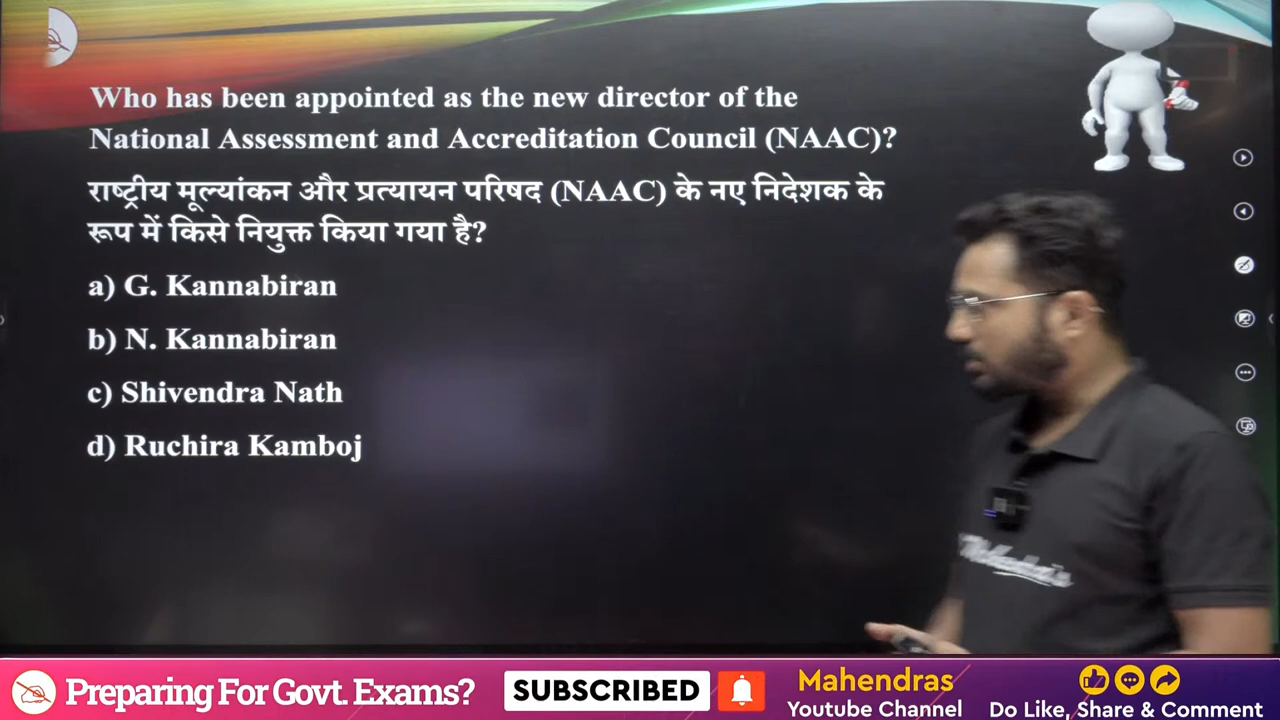 Who has been appointed as the new director of the
National Assessment and Accreditation Council (NAAC)?
राष्ट्रीय मूल्यांकन और प्रत्यायन परिषद (NAAC) के नए निदेशक के
रूप में किसे नियुक्त किया गया है?
a) G. Kannabiran
b) N. Kannabiran
c) Shivendra Nath
d) Ruchira Kamboj
Mahendra's
Preparing For Govt. Exams?
SUBSCRIBED
Mahendras
Youtube Channel
Do Like, Share & Comment